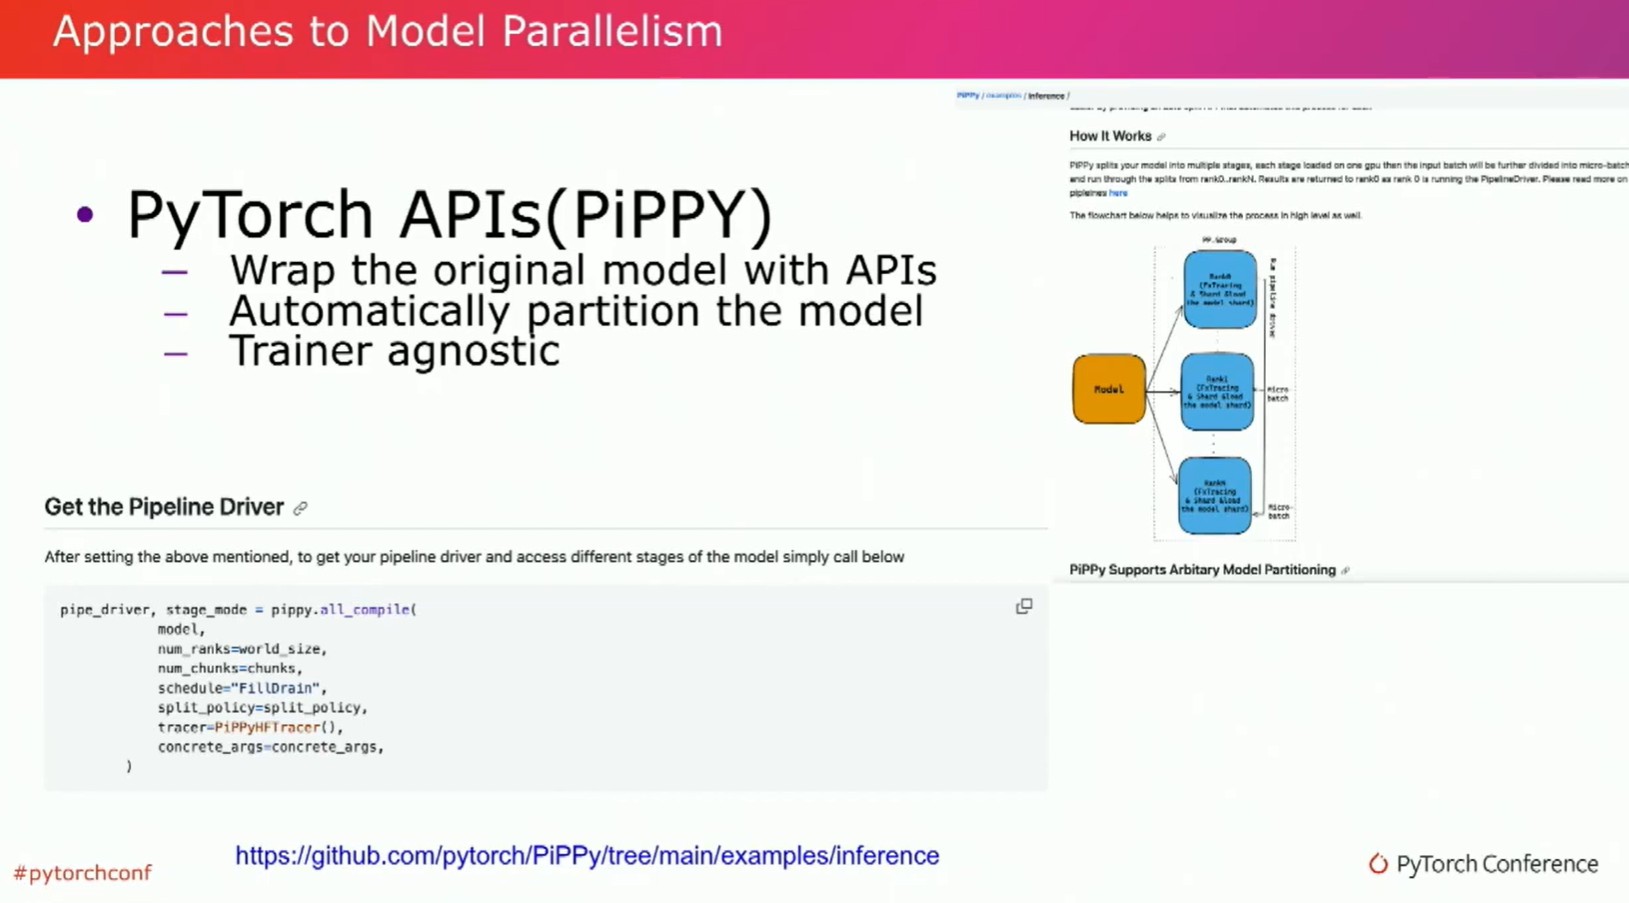 Approaches to Model Parallelism
• PyTorch APIs(PiPPY)
– Wrap the original model with APIs
– Automatically partition the model
– Trainer agnostic
PiPPy / examples / inference /
How It Works
PiPPy splits your model into multiple stages, each stage loaded on one gpu then the input batch will be further divided into micro-batch
and run through the splits from rank0..rankN. Results are returned to rank0 as rank 0 is running the PipelineDriver. Please read more on
pipleines here
The flowchart below helps to visualize the process in high level as well.
PP.Group
Model
(FxTracing
& Shard &load
the model shard)
Rank1
(FxTracing
& Shard &load
the model shard)
RankN
(FxTracing
& Shard &load
the model shard)
Run pipeline driver
Micro-
batch
Micro-
batch
PiPPy Supports Arbitary Model Partitioning
Get the Pipeline Driver
After setting the above mentioned, to get your pipeline driver and access different stages of the model simply call below
pipe_driver, stage_mode = pippy.all_compile(
model,
num_ranks=world_size,
num_chunks=chunks,
schedule="FillDrain",
split_policy=split_policy,
tracer=PiPPyHFTracer(),
concrete_args=concrete_args,
)
https://github.com/pytorch/PiPPy/tree/main/examples/inference
#pytorchconf
PyTorch Conference